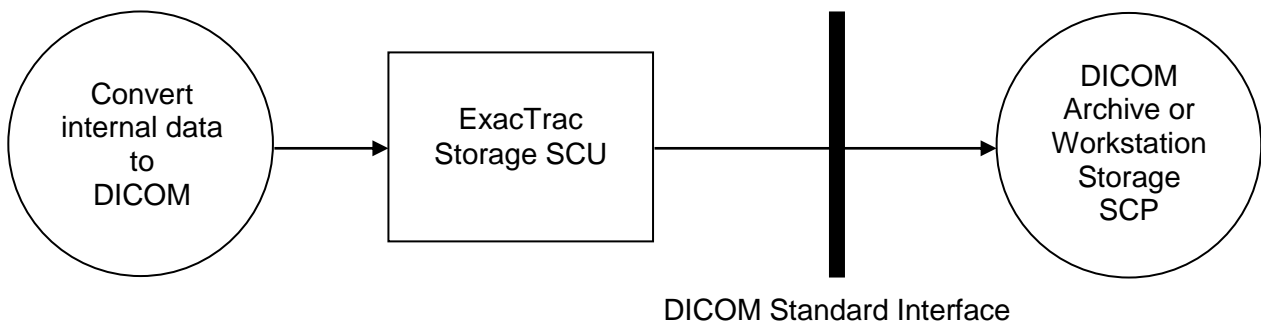 Convert
internal data
to
DICOM
ExacTrac
Storage SCU
DICOM
Archive or
Workstation
Storage
SCP
DICOM Standard Interface